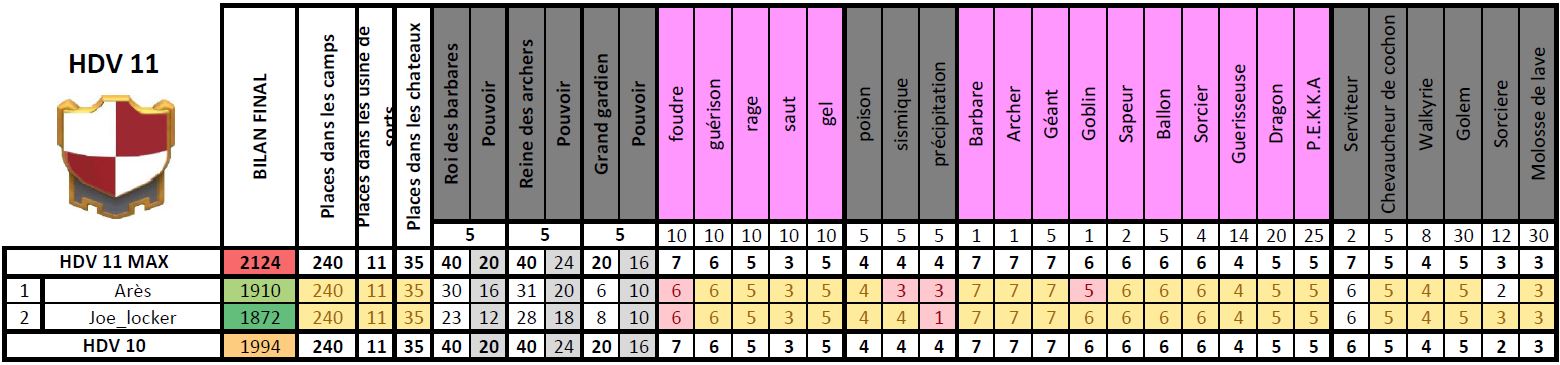 HDV 11
BILAN FINAL
Places dans les camps
Places dans les usine de sorts
Places dans les chateaux
Roi des barbares
Pouvoir
Reine des archers
Pouvoir
Grand gardien
Pouvoir
foudre
guérison
rage
saut
gel
poison
sismique
précipitation
Barbare
Archer
Géant
Goblin
Sapeur
Ballon
Sorcier
Guerisseuse
Dragon
P.E.K.K.A
Serviteur
Chevaucheur de cochon
Walkyrie
Golem
Sorciere
Molosse de lave
5 5 5 10 10 10 10 10 5 5 5 1 1 5 1 2 5 4 14 20 25 2 5 8 30 12 30
HDV 11 MAX 2124 240 11 35 40 20 40 24 20 16 7 6 5 3 5 4 4 4 7 7 7 6 6 6 6 4 5 5 7 5 4 5 3 3
1 Arès 1910 240 11 35 30 16 31 20 6 10 6 6 5 3 5 4 3 3 7 7 7 5 6 6 6 4 5 5 6 5 4 5 2 3
2 Joe_locker 1872 240 11 35 23 12 28 18 8 10 6 6 5 3 5 4 4 1 7 7 7 6 6 6 6 4 5 5 6 5 4 5 3 3
HDV 10 1994 240 11 35 40 20 40 24 20 16 7 6 5 3 5 4 4 4 7 7 7 6 6 6 6 4 5 5 6 5 4 5 2 3